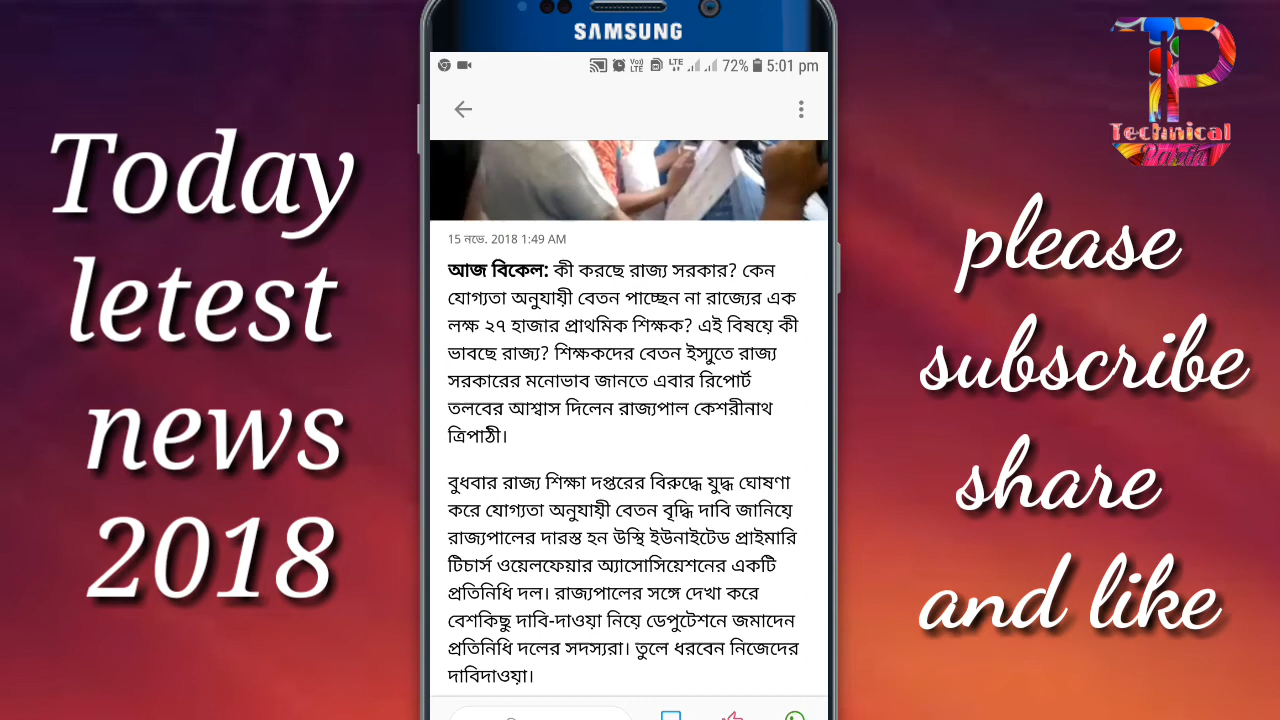 Today
letest
news
2018
SAMSUNG
Vo))
LTE
LTE
72%
5:01 pm
15 নভে. 2018 1:49 AM
আজ বিকেল: কী করছে রাজ্য সরকার? কেন
যোগ্যতা অনুযায়ী বেতন পাচ্ছেন না রাজ্যের এক
লক্ষ ২৭ হাজার প্রাথমিক শিক্ষক? এই বিষয়ে কী
ভাবছে রাজ্য? শিক্ষকদের বেতন ইস্যুতে রাজ্য
সরকারের মনোভাব জানতে এবার রিপোর্ট
তলবের আশ্বাস দিলেন রাজ্যপাল কেশরীনাথ
ত্রিপাঠী।
বুধবার রাজ্য শিক্ষা দপ্তরের বিরুদ্ধে যুদ্ধ ঘোষণা
করে যোগ্যতা অনুযায়ী বেতন বৃদ্ধি দাবি জানিয়ে
রাজ্যপালের দারস্ত হন উস্থি ইউনাইটেড প্রাইমারি
টিচার্স ওয়েলফেয়ার অ্যাসোসিয়েশনের একটি
প্রতিনিধি দল। রাজ্যপালের সঙ্গে দেখা করে
বেশকিছু দাবি-দাওয়া নিয়ে ডেপুটেশনে জমাদেন
প্রতিনিধি দলের সদস্যরা। তুলে ধরবেন নিজেদের
দাবিদাওয়া।
TP
Technical
please
subscribe
share
and like